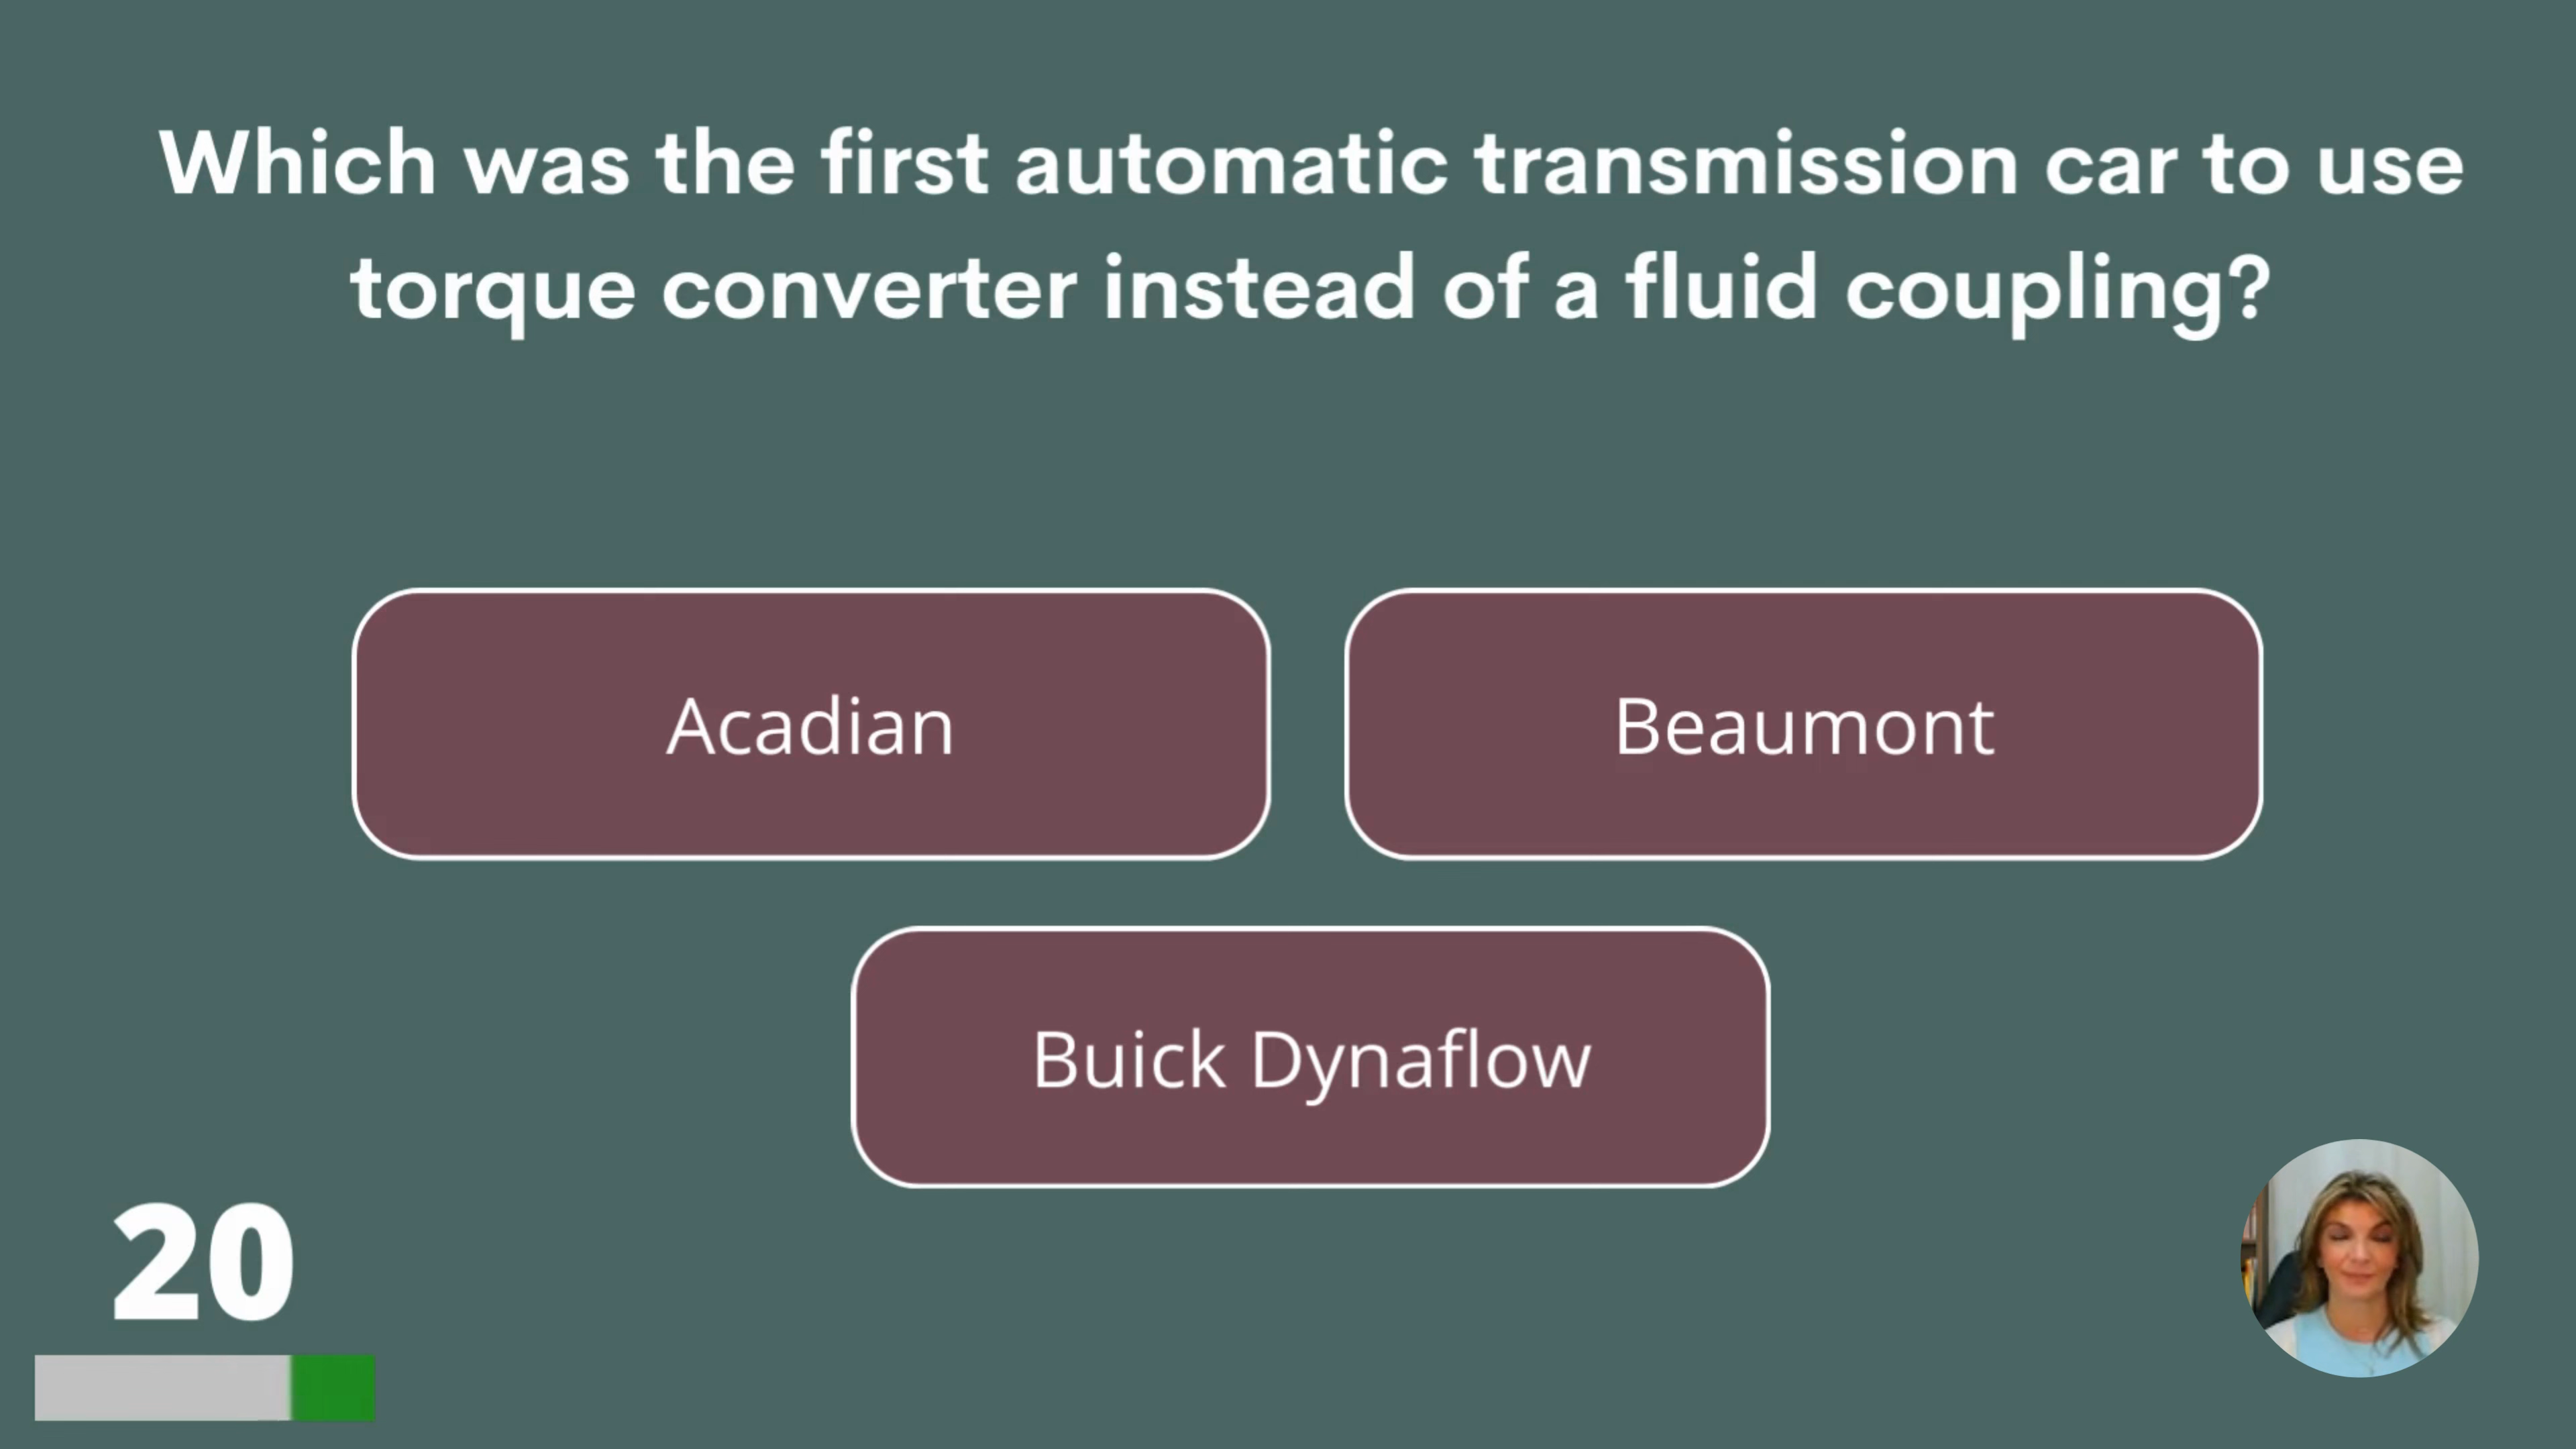 Which was the first automatic transmission car to use
torque converter instead of a fluid coupling?
Acadian
Beaumont
Buick Dynaflow
20